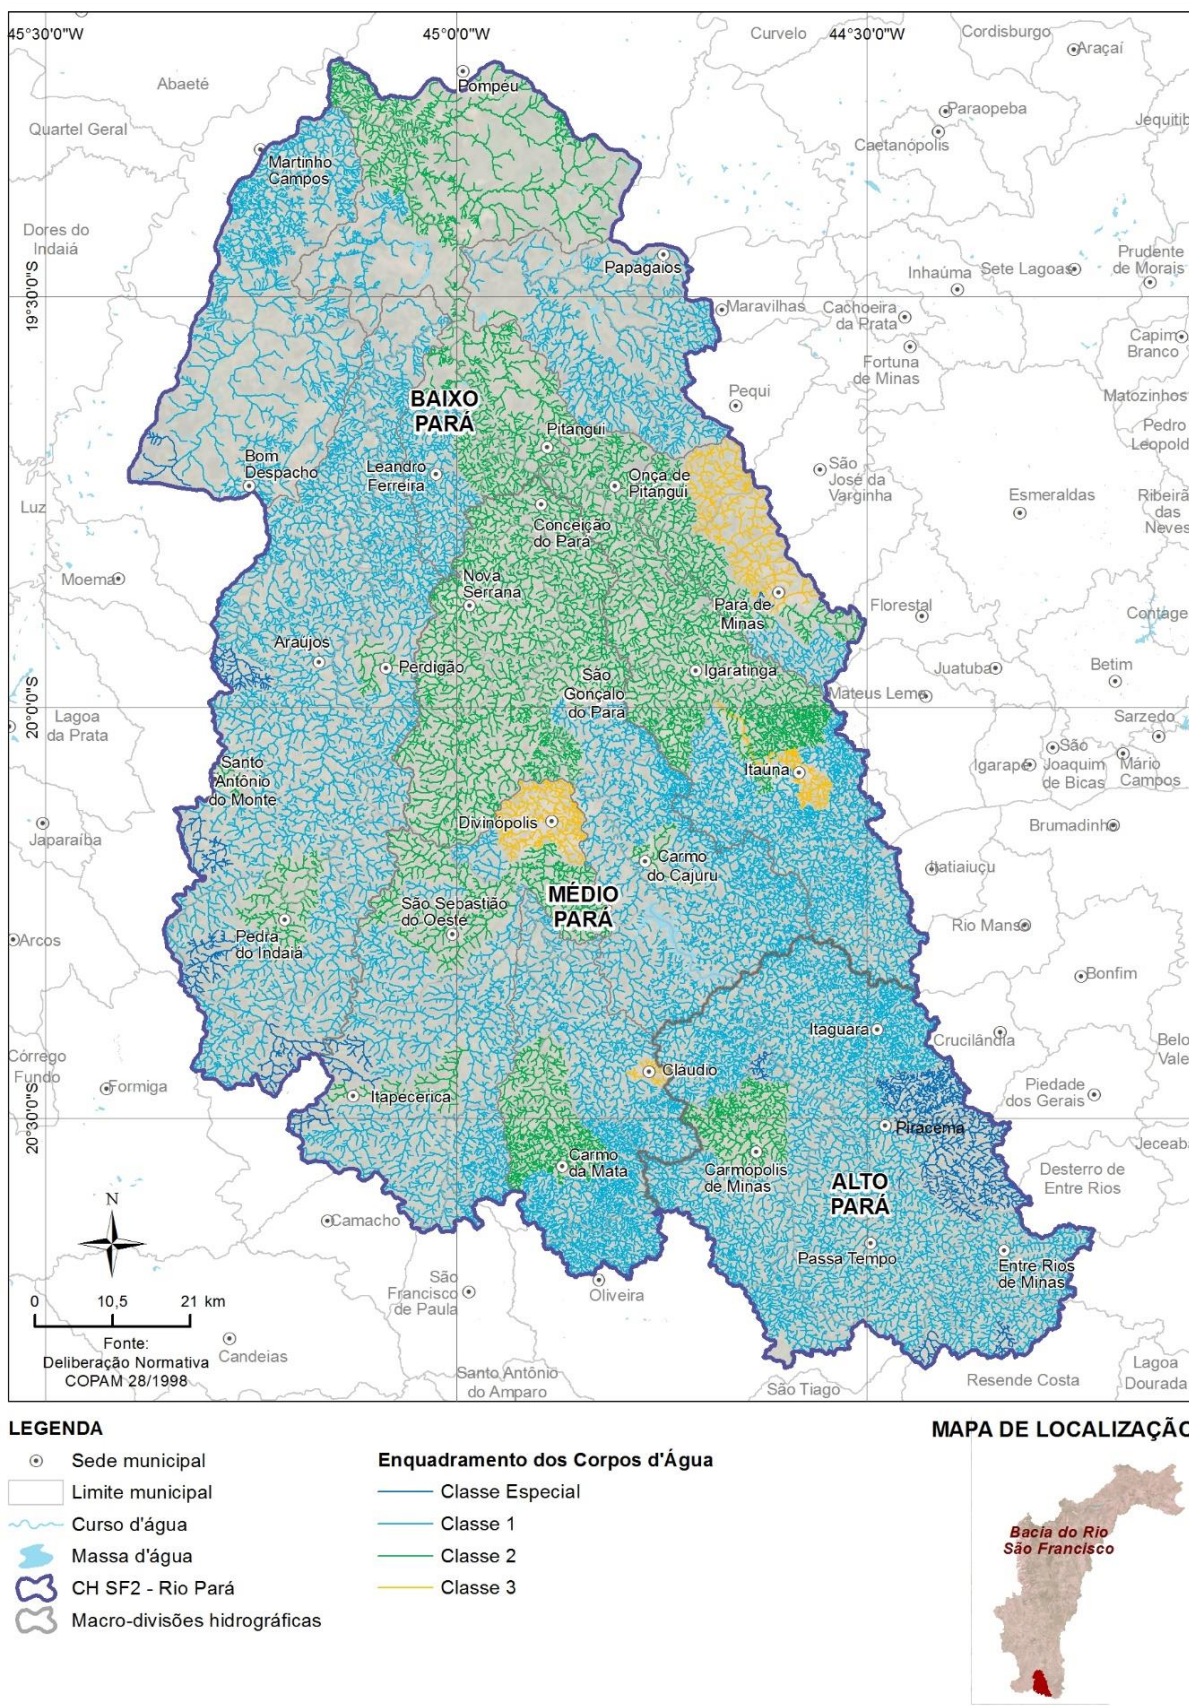 45°30'0"W
45°0'0"W
44°30'0"W
Curvelo
Cordisburgo
Araçaí
Abaeté
Pompéu
Paraopeba
Quartel Geral
Jequitib
Caetanópolis
Martinho
Campos
Dores do
Indaiá
Papagaios
Inhaúma
Sete Lagoas
Prudente
de Morais
19°30'0"S
Maravilhas
Cachoeira
da Prata
Capim
Branco
Fortuna
de Minas
Pequi
Matozinhos
BAIXO
PARÁ
Pitangui
Pedro
Leopold
Bom
Despacho
Leandro
Ferreira
Onça de
Pitangui
São
José da
Varginha
Esmeraldas
Ribeirã
das
Neves
Luz
Conceição
do Pará
Moema
Nova
Serrana
Pará de
Minas
Florestal
Contage
Araújos
Perdigão
São
Gonçalo
do Pará
Igaratinga
Juatuba
Betim
Mateus Leme
20°0'0"S
Lagoa
da Prata
Sarzedo
Santo
Antônio
do Monte
Itaúna
Igarapé
São
Joaquim
de Bicas
Mário
Campos
Japaraíba
Divinópolis
Brumadinho
Carmo
do Cajuru
Itatiaiuçu
MÉDIO
PARÁ
São Sebastião
do Oeste
Rio Manso
Arcos
Pedra
do Indaiá
Bonfim
Itaguara
Crucilândia
Córrego
Fundo
Belo
Vale
Formiga
Cláudio
Piedade
dos Gerais
Itapecerica
20°30'0"S
Piracema
Jeceaba
Carmo
da Mata
Carmópolis
de Minas
ALTO
PARÁ
Desterro de
Entre Rios
N
Camacho
Passa Tempo
Entre Rios
de Minas
São
Francisco
de Paula
Oliveira
0 10,5 21 km
Fonte:
Deliberação Normativa
COPAM 28/1998
Candeias
Santo Antônio
do Amparo
São Tiago
Resende Costa
Lagoa
Dourada
LEGENDA
Sede municipal
Limite municipal
Curso d'água
Massa d'água
CH SF2 - Rio Pará
Macro-divisões hidrográficas
Enquadramento dos Corpos d'Água
Classe Especial
Classe 1
Classe 2
Classe 3
MAPA DE LOCALIZAÇÃO
Bacia do Rio
São Francisco